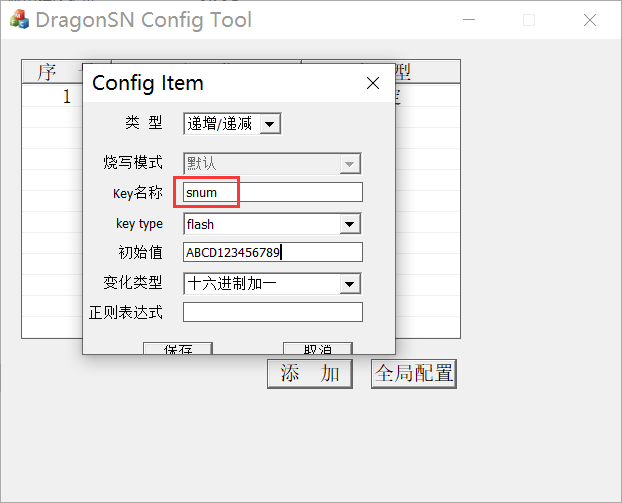 DragonSN Config Tool
序 型
Config Item
1
类 型 递增/递减
烧写模式 默认
Key名称 snum
key type flash
初始值 ABCD123456789
变化类型 十六进制加一
正则表达式
保存 取消
添 加 全局配置